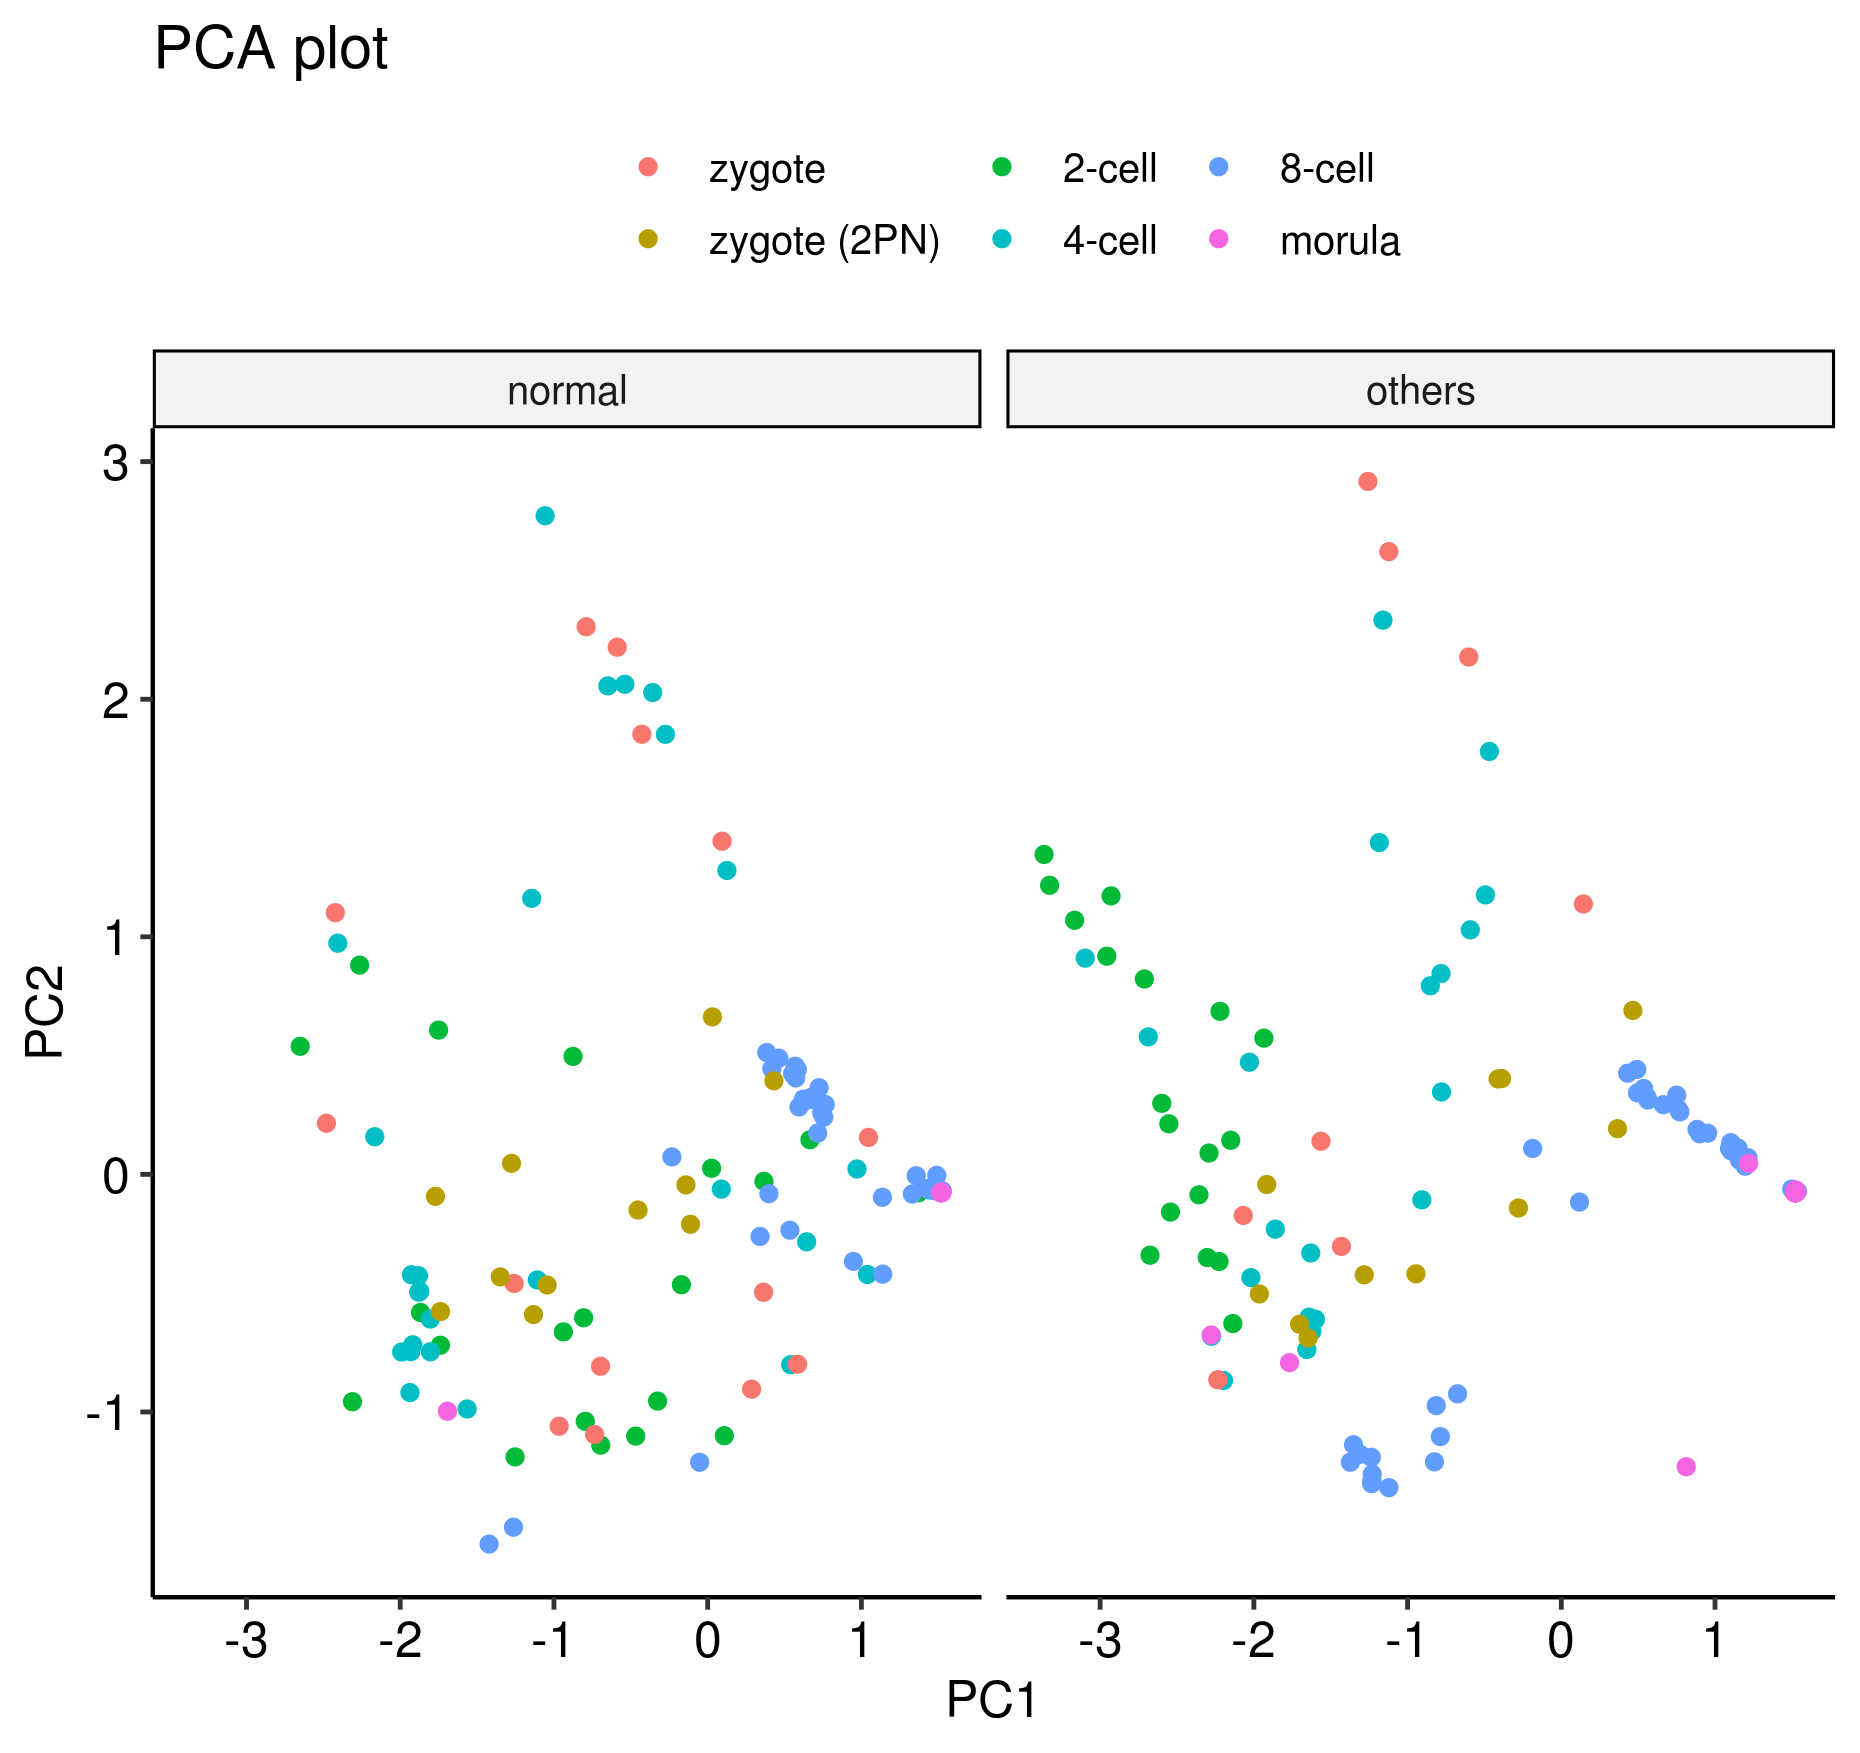 PCA plot
zygote 2-cell 8-cell
zygote (2PN) 4-cell morula
normal others
3
2
1
0
-1
PC2
-3 -2 -1 0 1 -3 -2 -1 0 1
PC1